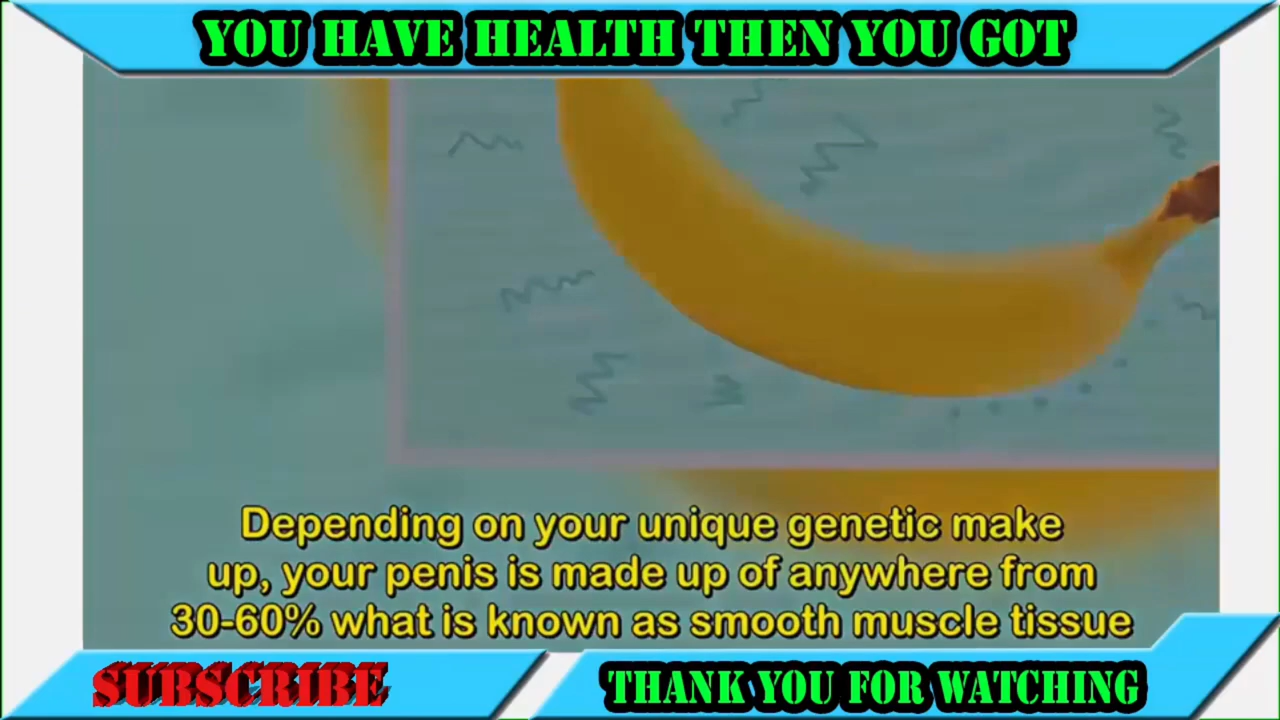 YOU HAVE HEALTH THEN YOU GOT
Depending on your unique genetic make
up, your penis is made up of anywhere from
30-60% what is known as smooth muscle tissue
SUBSCRIBE
THANK YOU FOR WATCHING